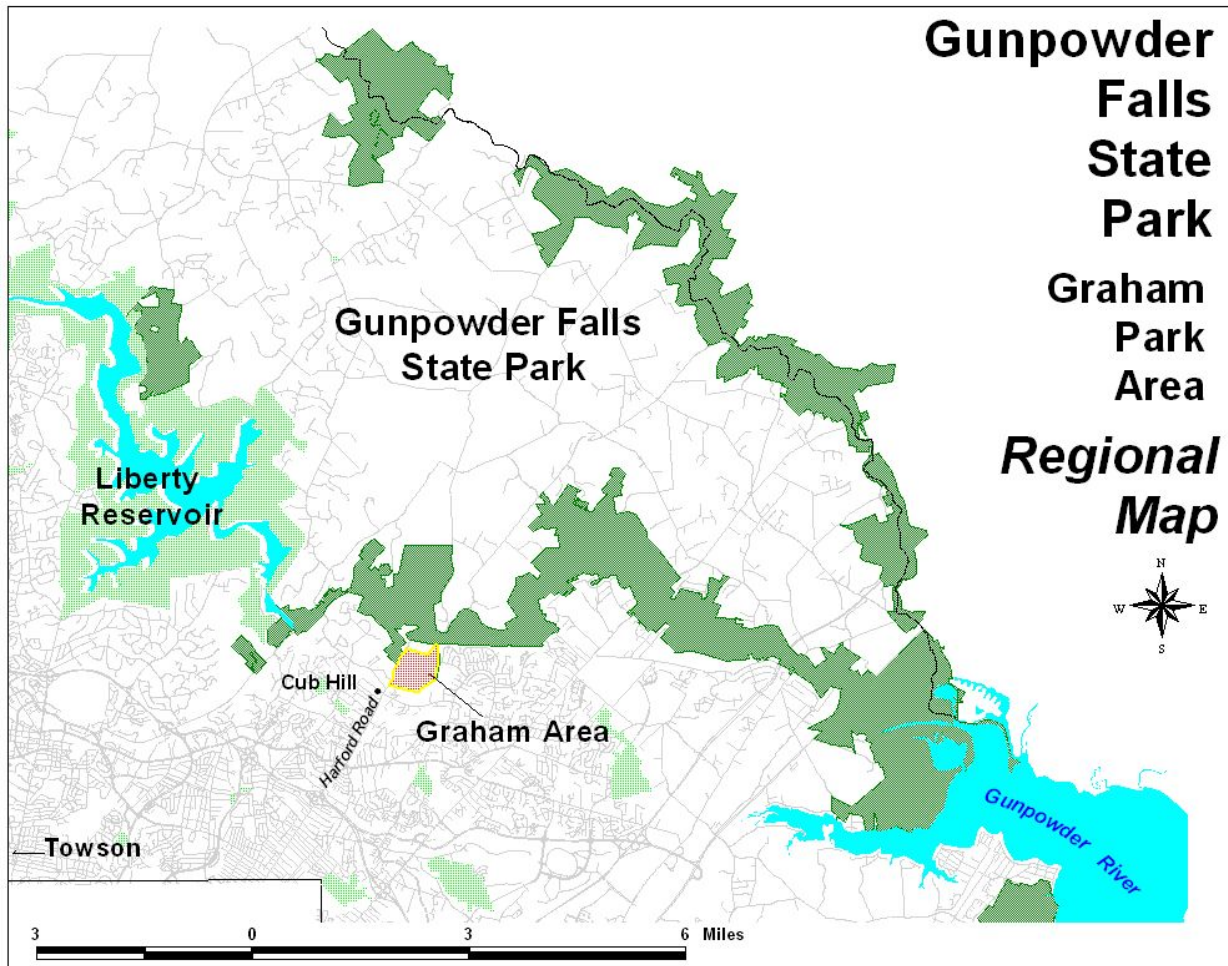 Gunpowder
Falls
State
Park
Graham
Park
Area
Regional
Map
N
W E
S
Gunpowder Falls
State Park
Liberty
Reservoir
Cub Hill
Harford Road
Graham Area
Gunpowder River
Towson
3 0 3 6 Miles